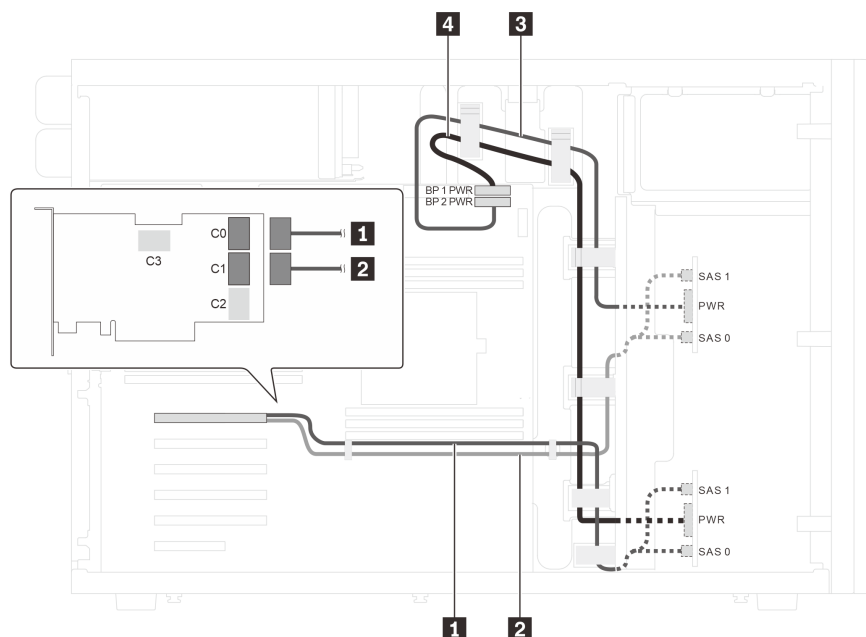 4 3
BP 1 PWR
BP 2 PWR
C0 1
C3
C1 2
C2
SAS 1
PWR
SAS 0
SAS 1
PWR
SAS 0
1 2